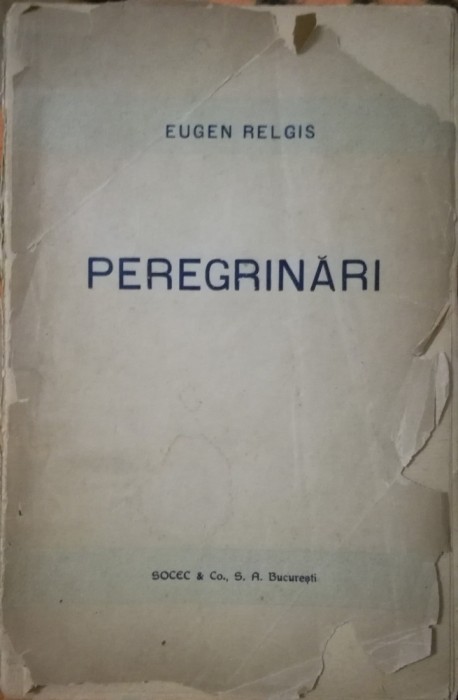 EUGEN RELGIS
PEREGRINĂRI
SOCEC & Co., S. A. București